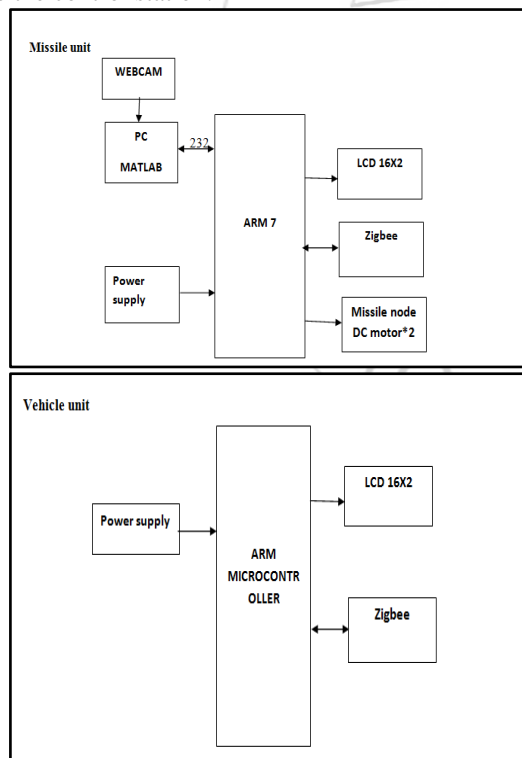 Missile unit
WEBCAM
PC
MATLAB
232
ARM 7
LCD 16X2
Zigbee
Power
supply
Missile node
DC motor*2
Vehicle unit
Power supply
ARM
MICROCONTR
OLLER
LCD 16X2
Zigbee